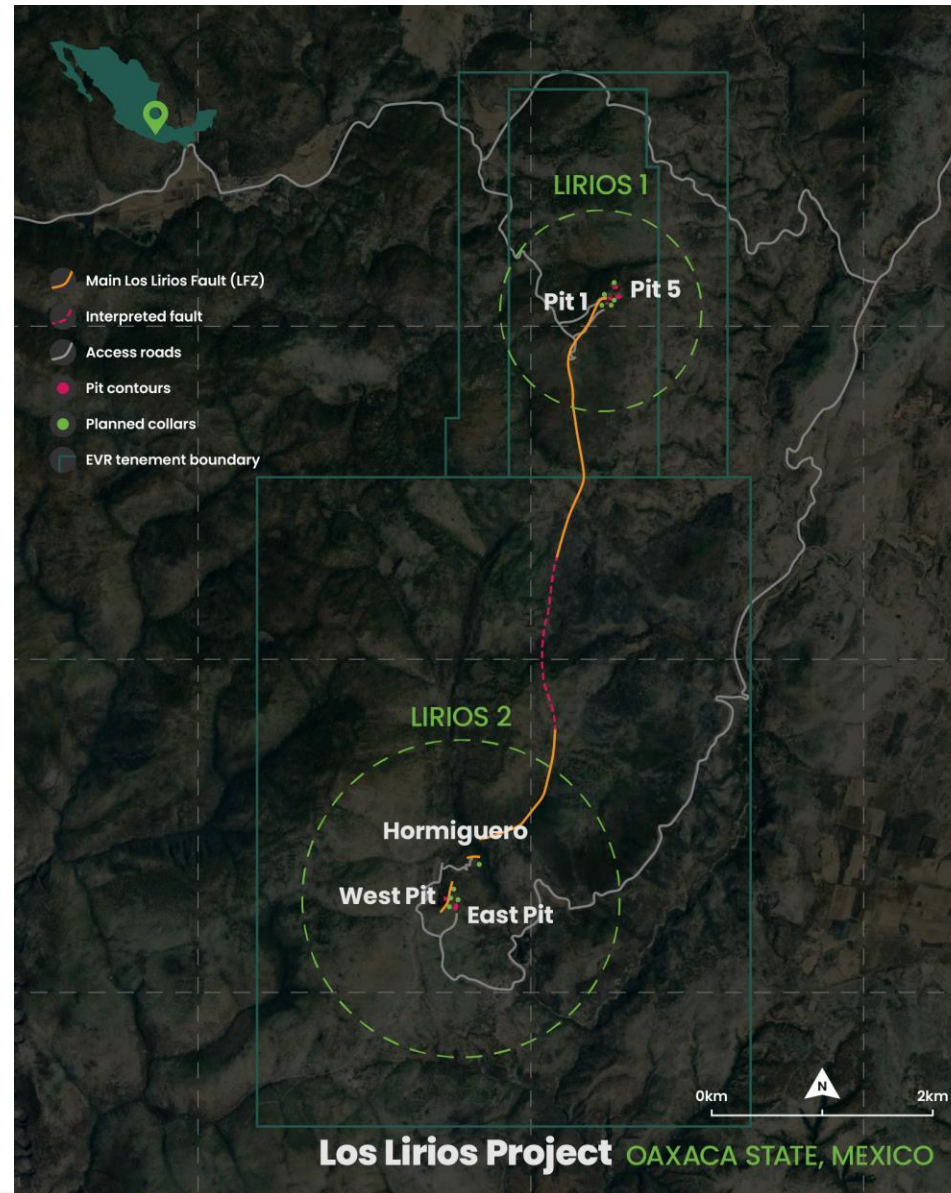 LIRIOS 1
Pit 1
Pit 5
Main Los Lirios Fault (LFZ)
Interpreted fault
Access roads
Pit contours
Planned collars
EVR tenement boundary
LIRIOS 2
Hormiguero
West Pit
East Pit
0km
N
2km
Los Lirios Project OAXACA STATE, MEXICO